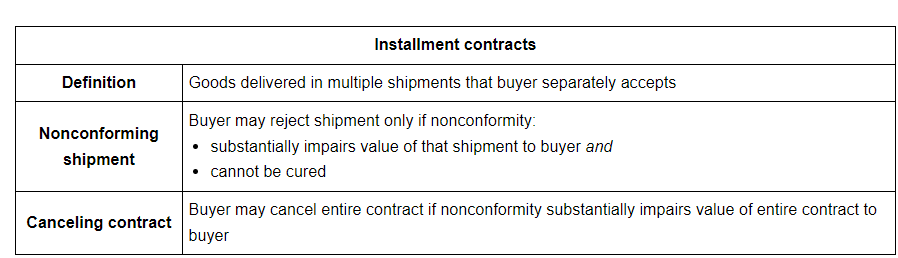 Installment contracts
Definition
Goods delivered in multiple shipments that buyer separately accepts
Nonconforming
shipment
Buyer may reject shipment only if nonconformity:
• substantially impairs value of that shipment to buyer and
• cannot be cured
Canceling contract
Buyer may cancel entire contract if nonconformity substantially impairs value of entire contract to
buyer